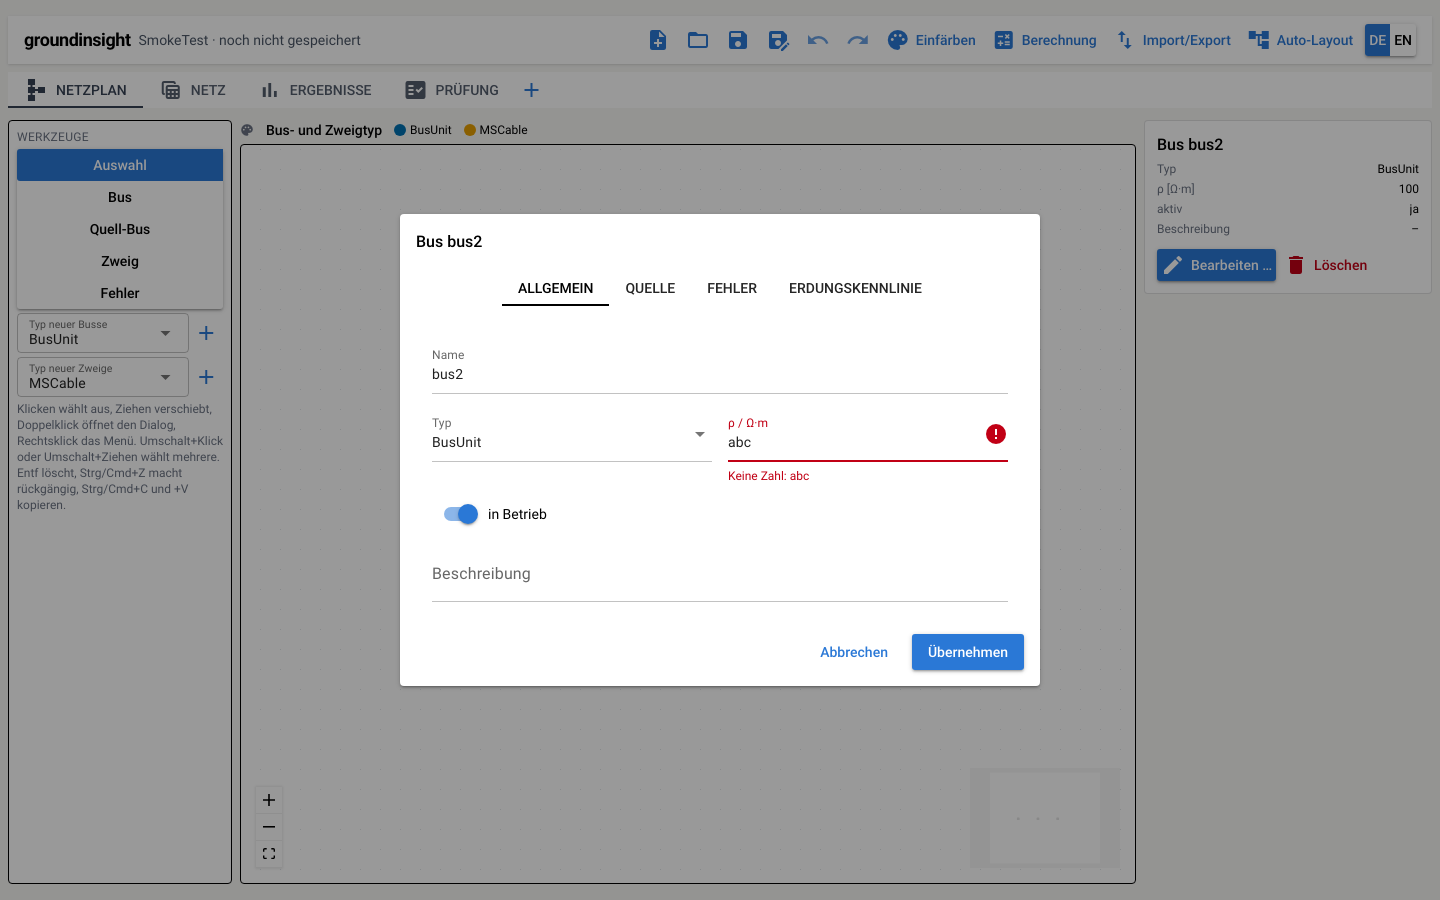 groundinsight SmokeTest · noch nicht gespeichert
Einfärben Berechnung Import/Export Auto-Layout DE EN
NETZPLAN NETZ ERGEBNISSE PRÜFUNG
WERKZEUGE
Auswahl
Bus
Quell-Bus
Zweig
Fehler
Typ neuer Busse
BusUnit
Typ neuer Zweige
MSCable
Klicken wählt aus, Ziehen verschiebt,
Doppelklick öffnet den Dialog,
Rechtsklick das Menü. Umschalt+Klick
oder Umschalt+Ziehen wählt mehrere.
Entf löscht, Strg/Cmd+Z macht
rückgängig, Strg/Cmd+C und +V
kopieren.
Bus- und Zweigtyp BusUnit MSCable
Bus bus2
ALLGEMEIN QUELLE FEHLER ERDUNGSKENNLINIE
Name
bus2
Typ
BusUnit
ρ / Ω·m
abc
Keine Zahl: abc
in Betrieb
Beschreibung
Abbrechen Übernehmen
Bus bus2
Typ BusUnit
ρ [Ω·m] 100
aktiv ja
Beschreibung –
Bearbeiten ... Löschen